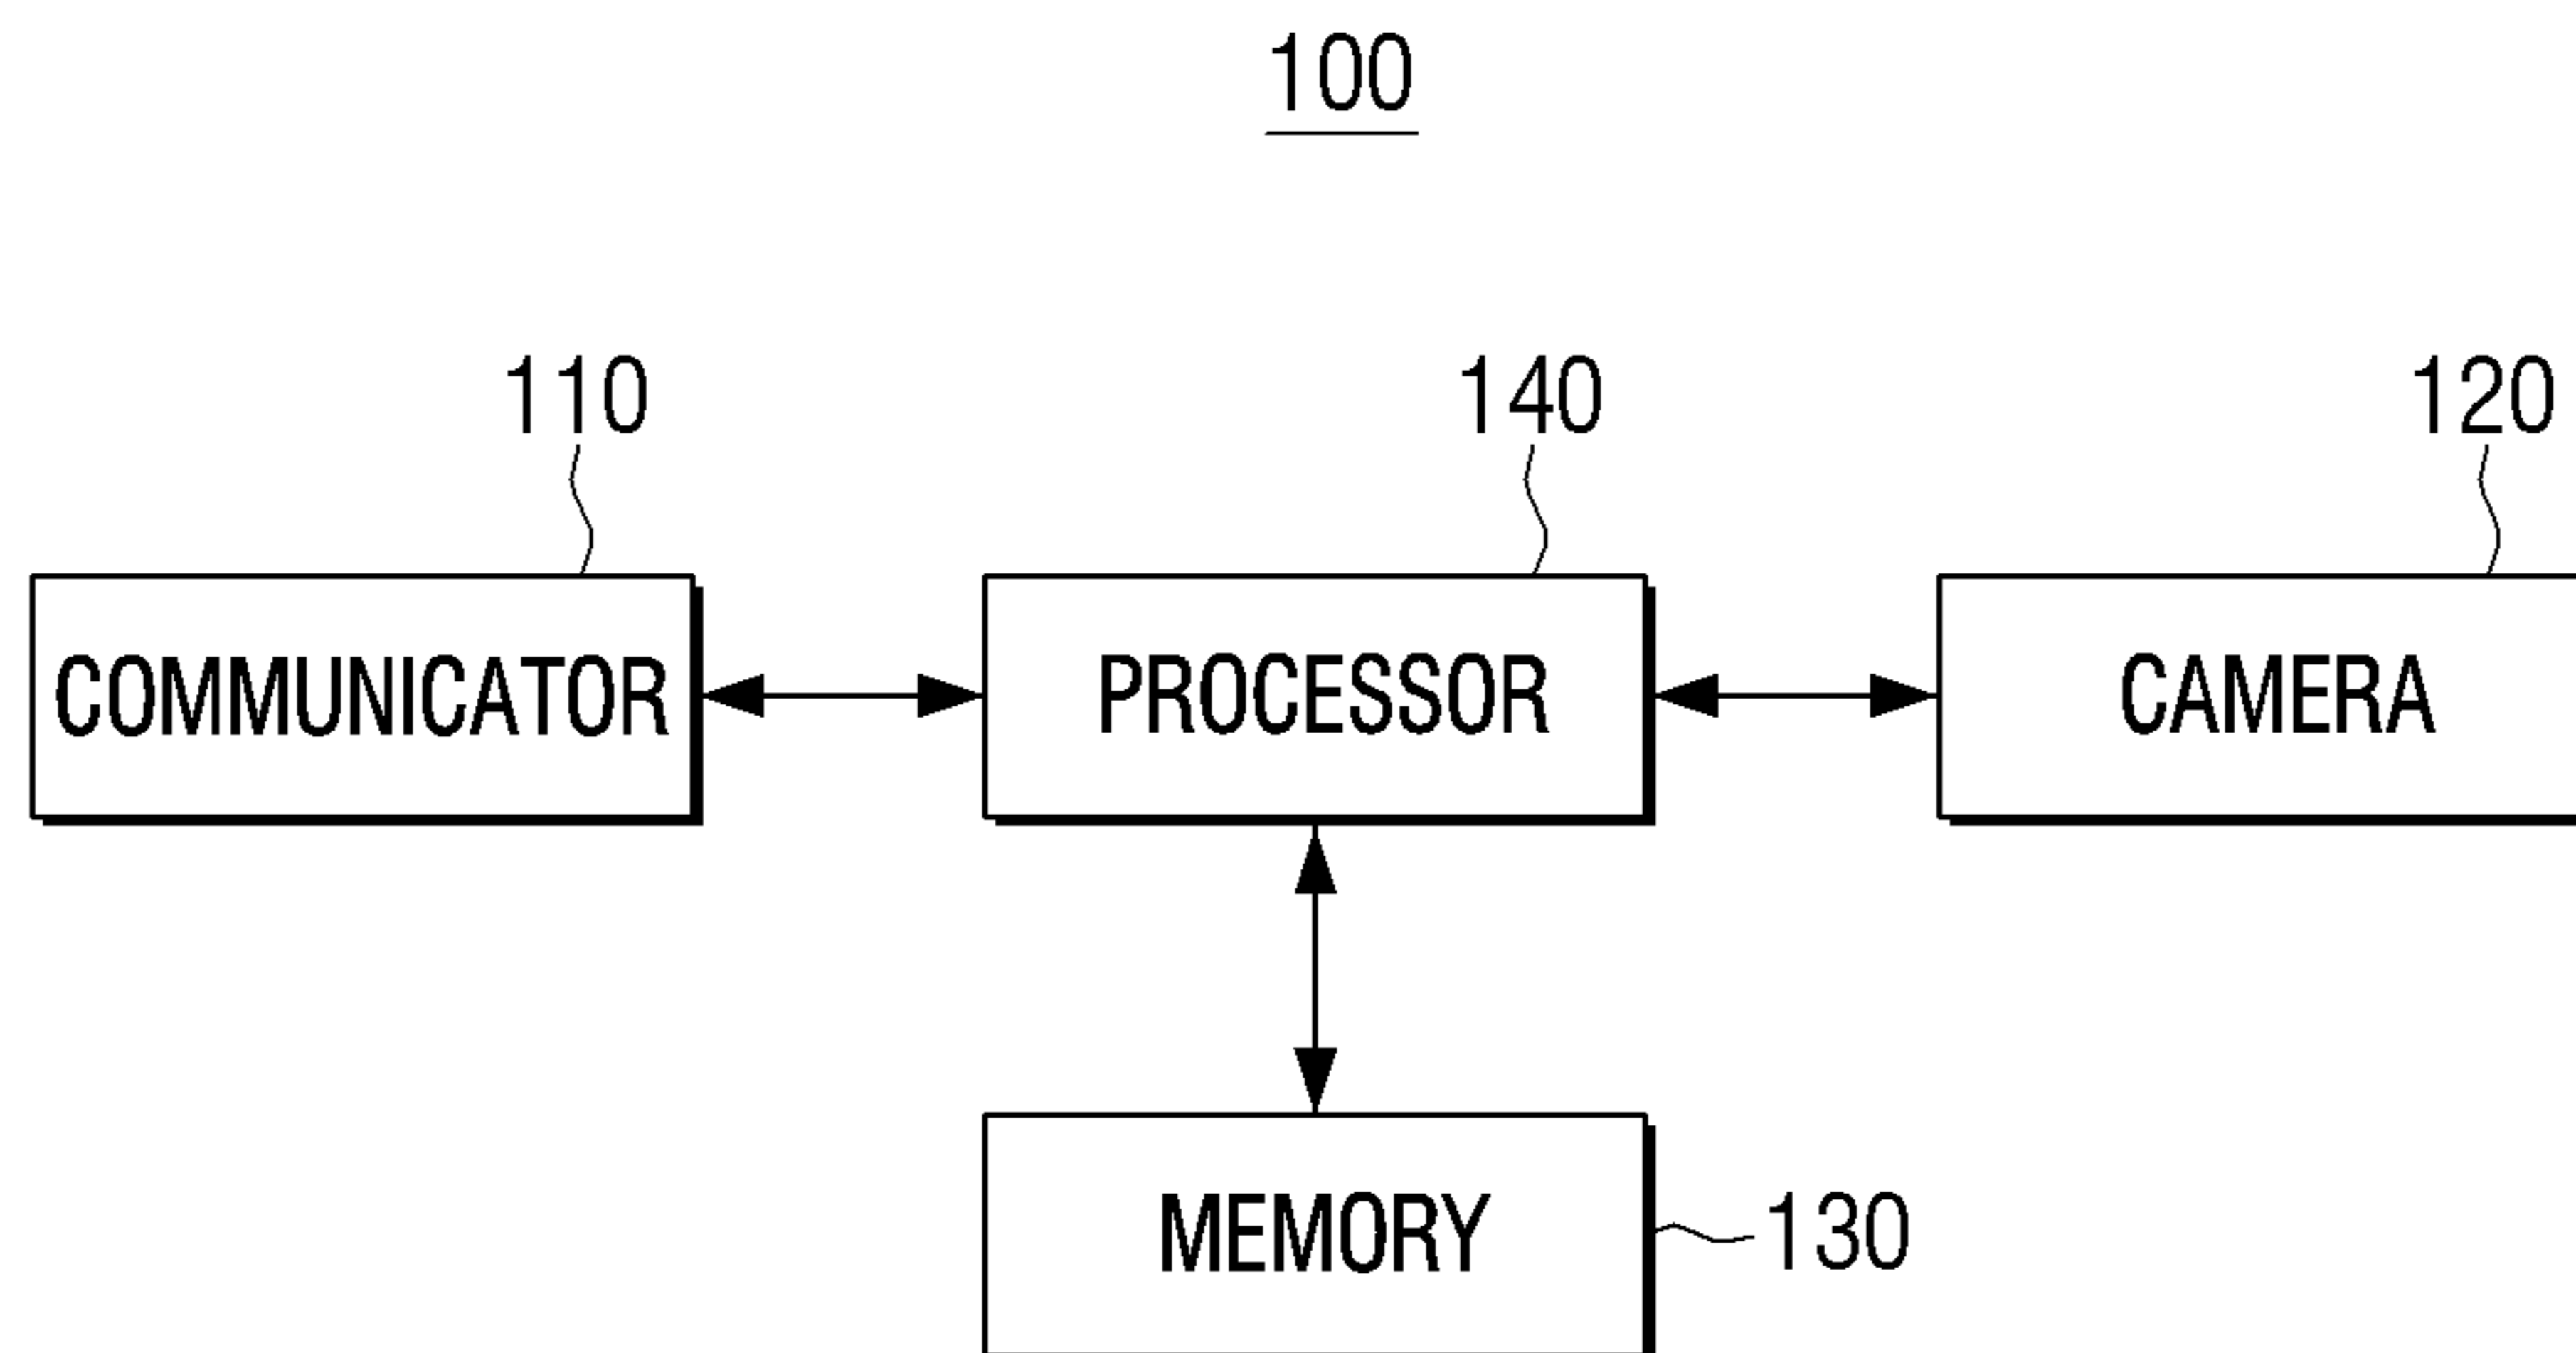 100
110
140
120
COMMUNICATOR
PROCESSOR
CAMERA
MEMORY
130